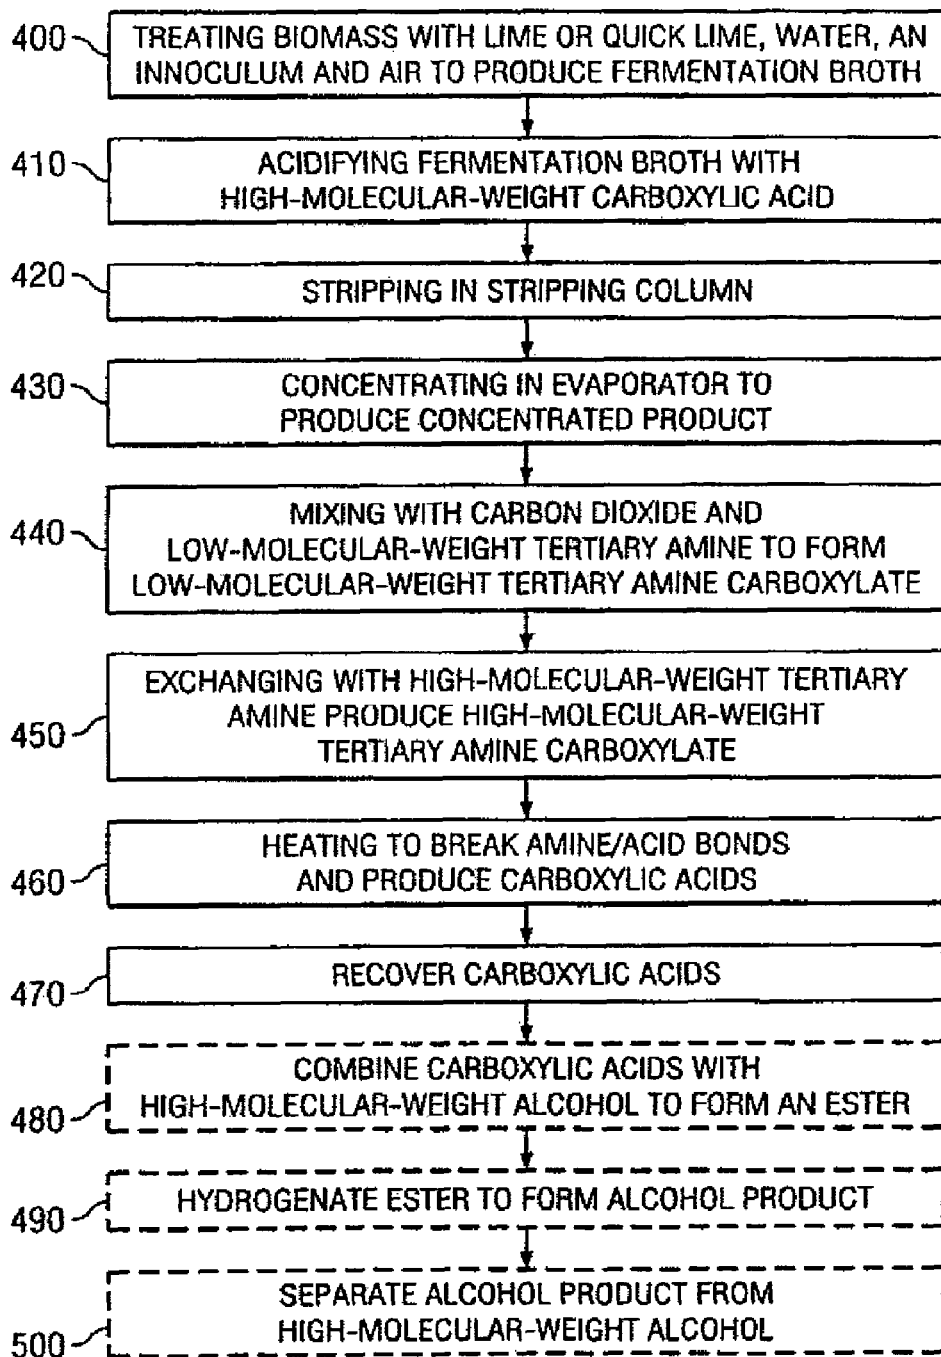 400 TREATING BIOMASS WITH LIME OR QUICK LIME, WATER, AN
INNOCULUM AND AIR TO PRODUCE FERMENTATION BROTH
410 ACIDIFYING FERMENTATION BROTH WITH
HIGH-MOLECULAR-WEIGHT CARBOXYLIC ACID
420 STRIPPING IN STRIPPING COLUMN
430 CONCENTRATING IN EVAPORATOR TO
PRODUCE CONCENTRATED PRODUCT
440 MIXING WITH CARBON DIOXIDE AND
LOW-MOLECULAR-WEIGHT TERTIARY AMINE TO FORM
LOW-MOLECULAR-WEIGHT TERTIARY AMINE CARBOXYLATE
450 EXCHANGING WITH HIGH-MOLECULAR-WEIGHT TERTIARY
AMINE PRODUCE HIGH-MOLECULAR-WEIGHT
TERTIARY AMINE CARBOXYLATE
460 HEATING TO BREAK AMINE/ACID BONDS
AND PRODUCE CARBOXYLIC ACIDS
470 RECOVER CARBOXYLIC ACIDS
480 COMBINE CARBOXYLIC ACIDS WITH
HIGH-MOLECULAR-WEIGHT ALCOHOL TO FORM AN ESTER
490 HYDROGENATE ESTER TO FORM ALCOHOL PRODUCT
500 SEPARATE ALCOHOL PRODUCT FROM
HIGH-MOLECULAR-WEIGHT ALCOHOL